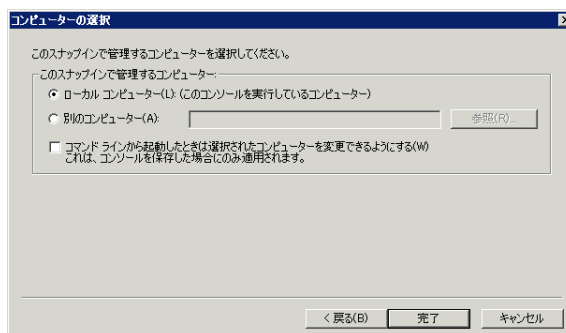 コンピューターの選択
このスナップインで管理するコンピューターを選択してください。
このスナップインで管理するコンピューター:
ローカル コンピューター(L): (このコンソールを実行しているコンピューター)
別のコンピューター(A):
参照(R)...
コマンド ラインから起動したときは選択されたコンピューターを変更できるようにする(W)
これは、コンソールを保存した場合にのみ適用されます。
< 戻る(B)
完了
キャンセル